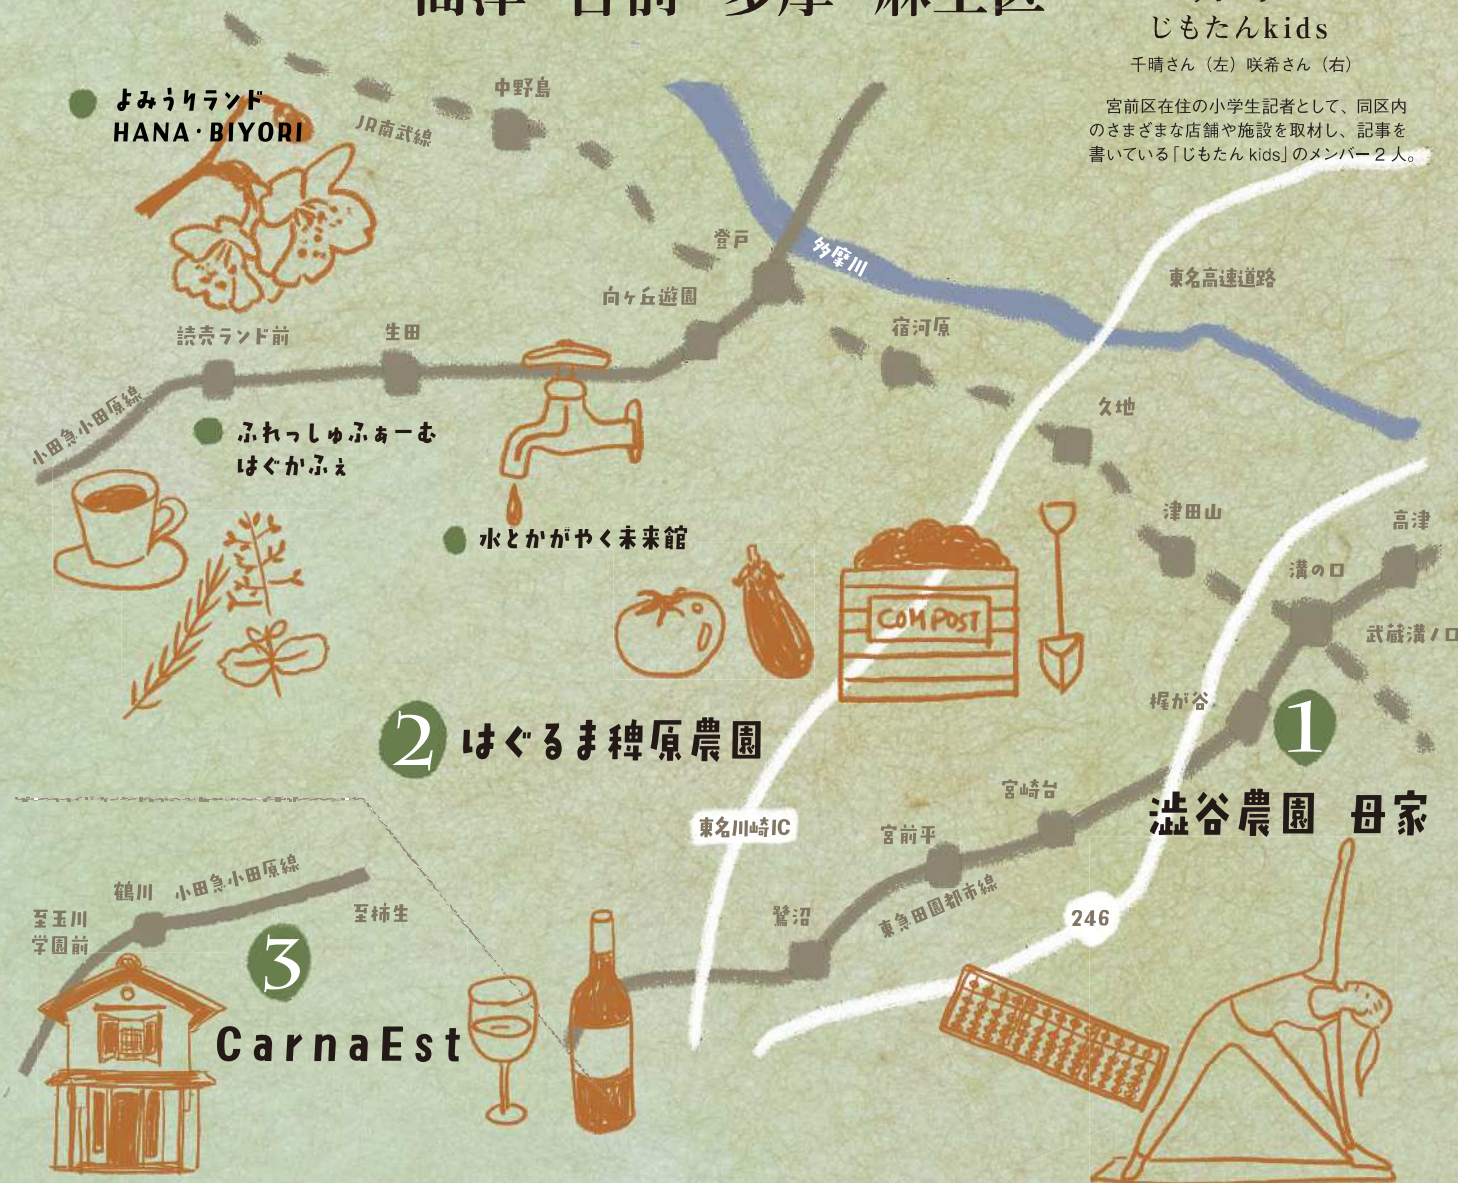 高津 宮前 多摩 麻生区
じもたんkids
千晴さん（左）咲希さん（右）
宮前区在住の小学生記者として、同区内
のさまざまな店舗や施設を取材し、記事を
書いている「じもたん kids」のメンバー 2 人。
よみうりランド
HANA・BIYORI
JR南武線
中野島
登戸
多摩川
向ヶ丘遊園
東名高速道路
宿河原
読売ランド前
生田
小田急小田原線
久地
ふれっしゅふぁーむ
はぐかふぇ
水とかがやく未来館
津田山
高津
溝の口
武蔵溝ノ口
COMPOST
梶が谷
1
澁谷農園 母家
2 はぐるま稗原農園
宮崎台
東名川崎IC
宮前平
東急田園都市線
鷺沼
246
鶴川
小田急小田原線
至柿生
至玉川
学園前
3
CarnaEst